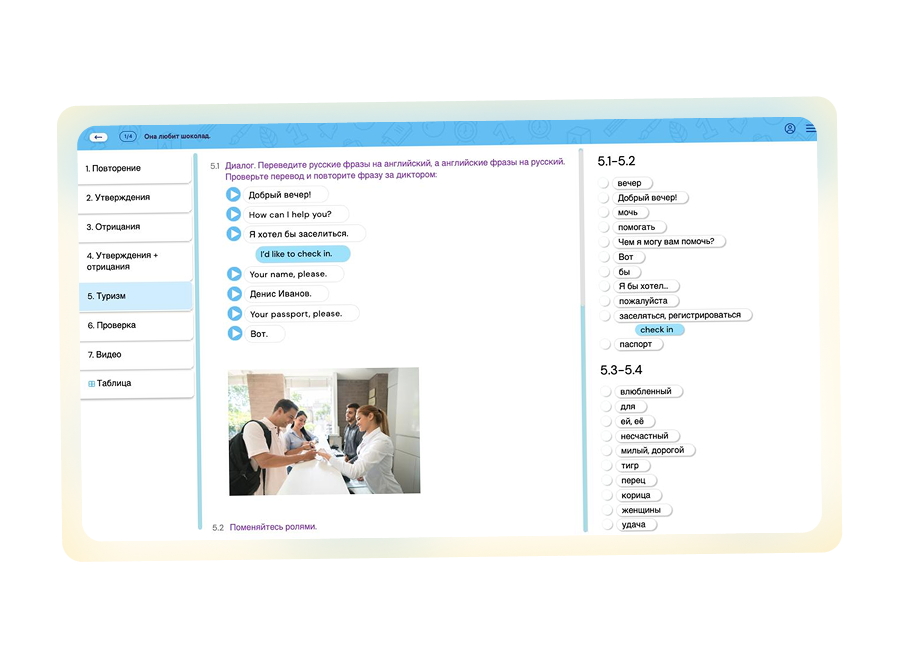 1/4 Она любит шоколад.
1. Повторение
2. Утверждения
3. Отрицания
4. Утверждения +
отрицания
5. Туризм
6. Проверка
7. Видео
Таблица
5.1 Диалог. Переведите русские фразы на английский, а английские фразы на русский.
Проверьте перевод и повторите фразу за диктором:
Добрый вечер!
How can I help you?
Я хотел бы заселиться.
I'd like to check in.
Your name, please.
Денис Иванов.
Your passport, please.
Вот.
5.2 Поменяйтесь ролями.
5.1–5.2
вечер
Добрый вечер!
мочь
помогать
Чем я могу вам помочь?
Вот
бы
Я бы хотел..
пожалуйста
заселяться, регистрироваться
check in
паспорт
5.3–5.4
влюбленный
для
ей, её
несчастный
милый, дорогой
тигр
перец
корица
женщины
удача